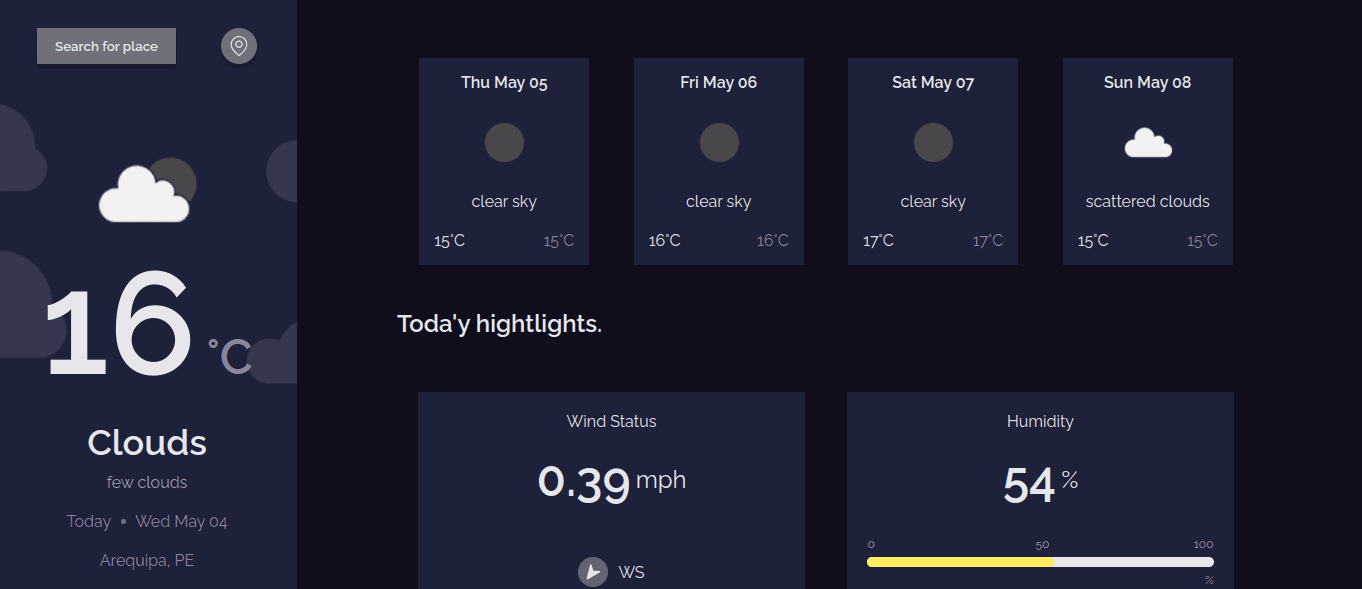 Search for place
16 °C
Clouds
few clouds
Today • Wed May 04
Arequipa, PE
Thu May 05
clear sky
15°C 15°C
Fri May 06
clear sky
16°C 16°C
Sat May 07
clear sky
17°C 17°C
Sun May 08
scattered clouds
15°C 15°C
Toda'y hightlights.
Wind Status
0.39 mph
WS
Humidity
54 %
0 50 100
%